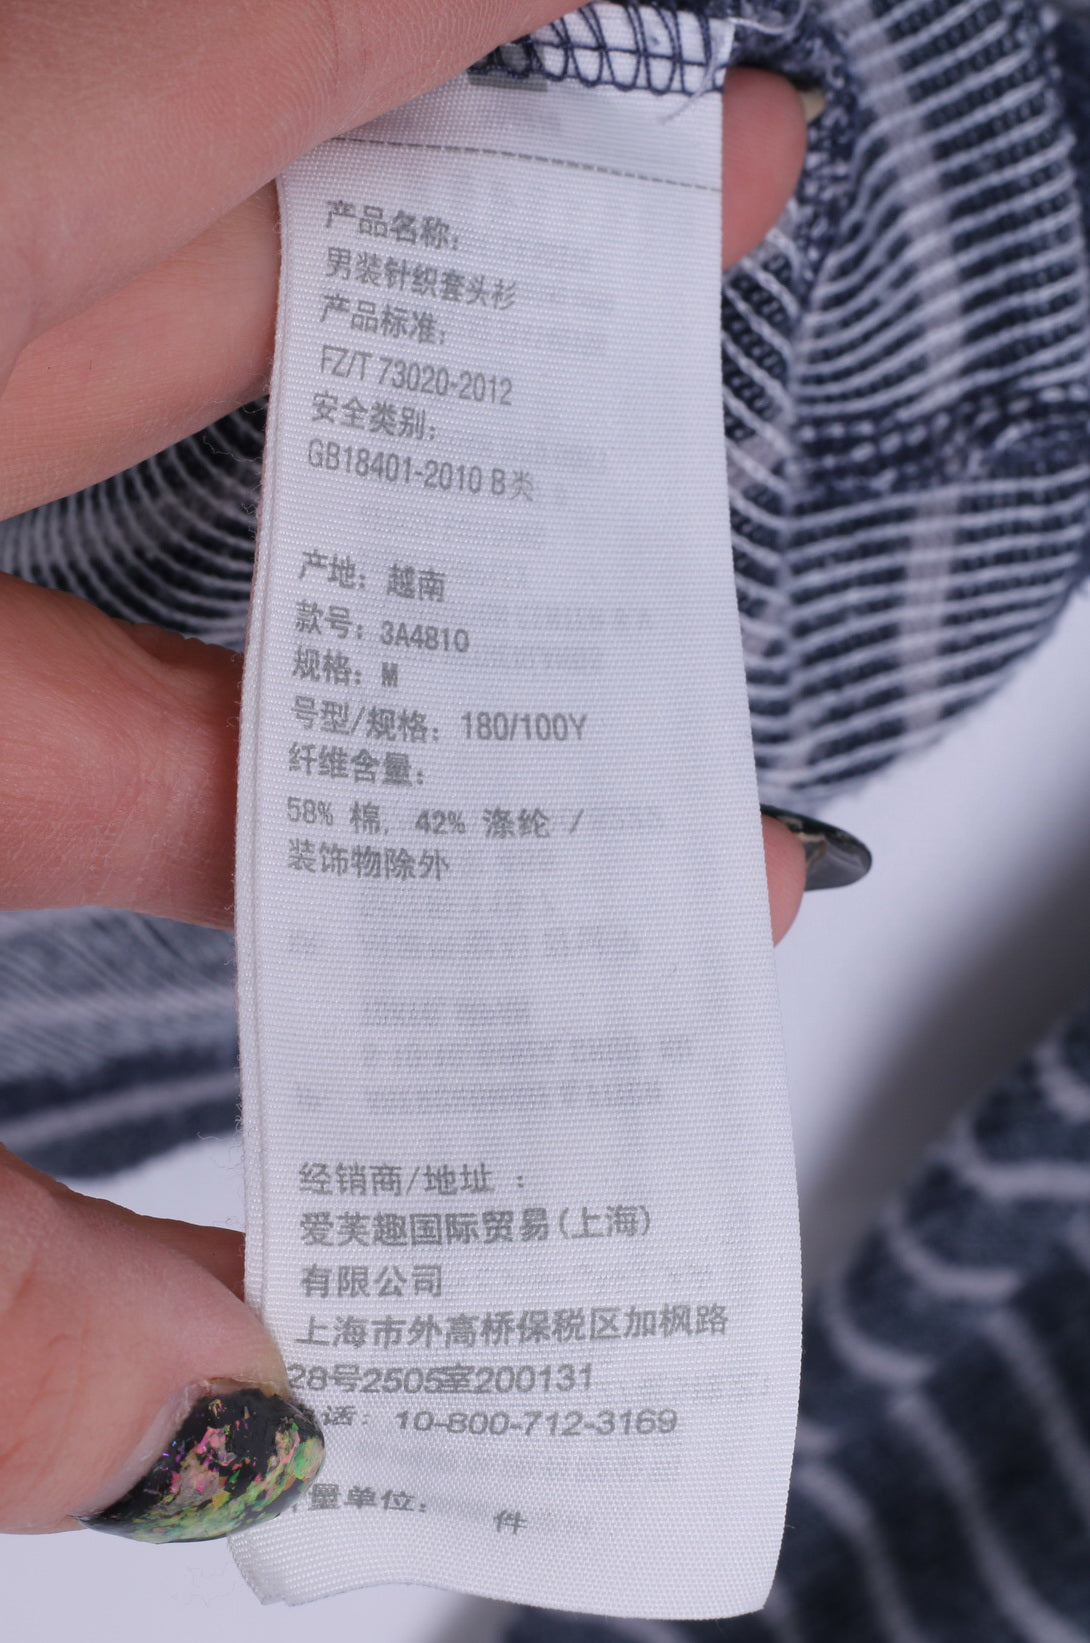 产品名称:
男装针织套头衫
产品标准:
FZ/T 73020-2012
安全类别:
GB18401-2010 B类
产地: 越南
款号: 3A4810
规格: M
号型/规格: 180/100Y
纤维含量:
58% 棉, 42% 涤纶 /
装饰物除外
经销商/地址 :
爱芙趣国际贸易(上海)
有限公司
上海市外高桥保税区加枫路
28号2505室200131
话: 10-800-712-3169
量单位: 件